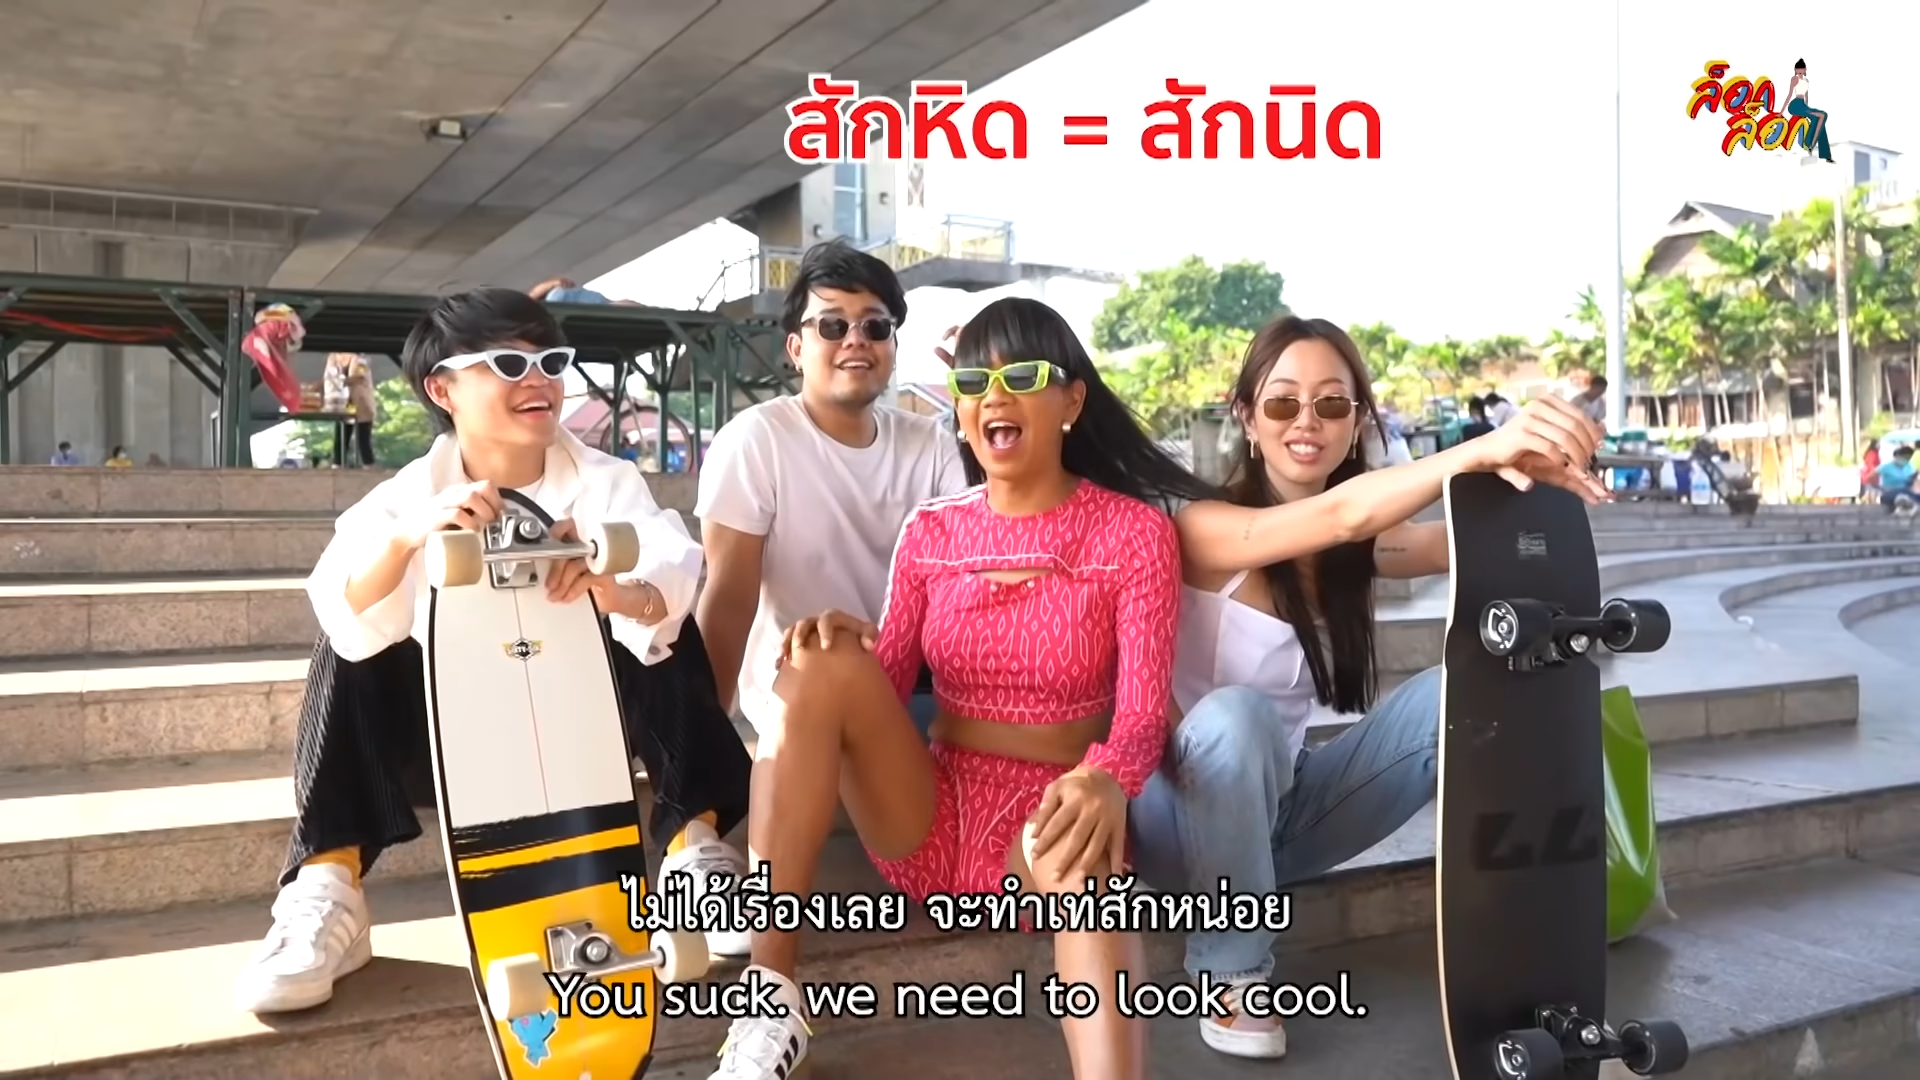 สักหิด = สักนิด
ล็อก
ล็อก
ไม่ได้เรื่องเลย จะทำเท่สักหน่อย
You suck. we need to look cool.